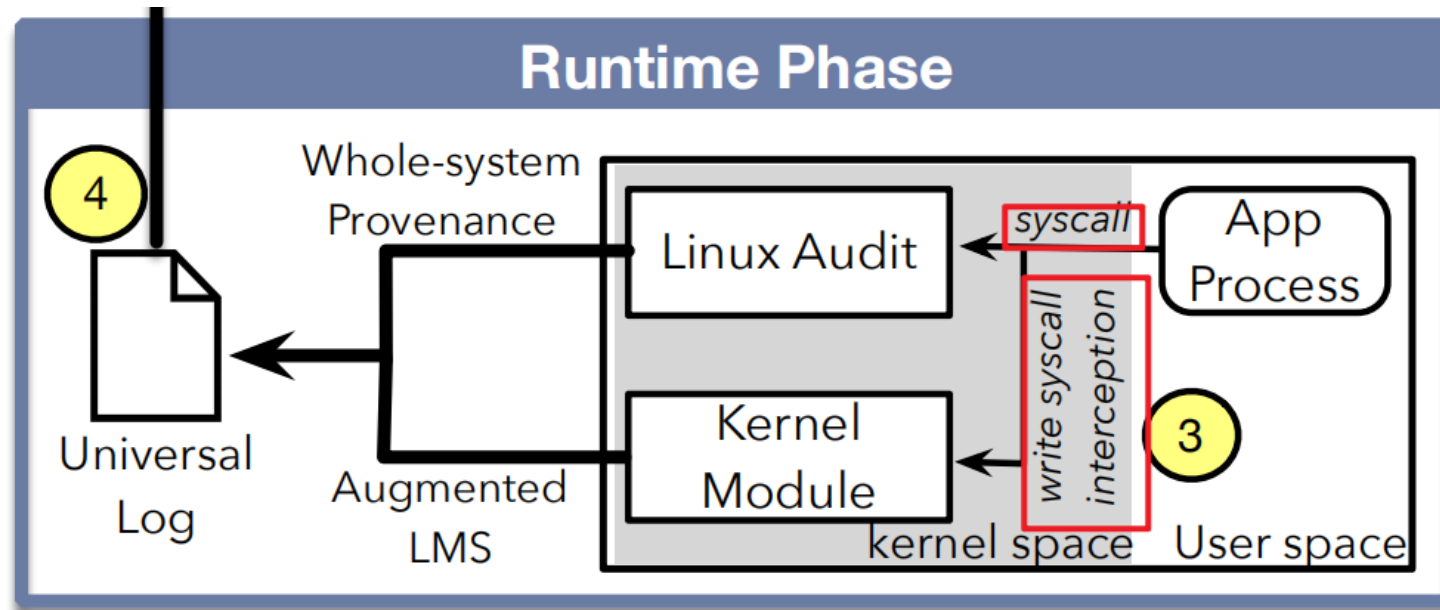 Runtime Phase
4
Whole-system
Provenance
Linux Audit
syscall
App
Process
write syscall
interception
3
Kernel
Module
Universal
Log
Augmented
LMS
kernel space
User space